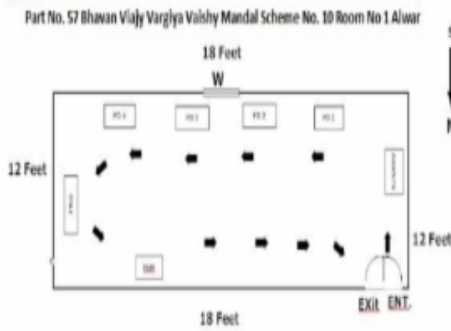 Part No. 57 Bhavan Viajy Vargiya Vaishy Mandal Scheme No. 10 Room No 1 Alwar
18 Feet
W
PO 4 PO 3 PO 2 PO 1
12 Feet
12 Feet
EXit ENT.
18 Feet